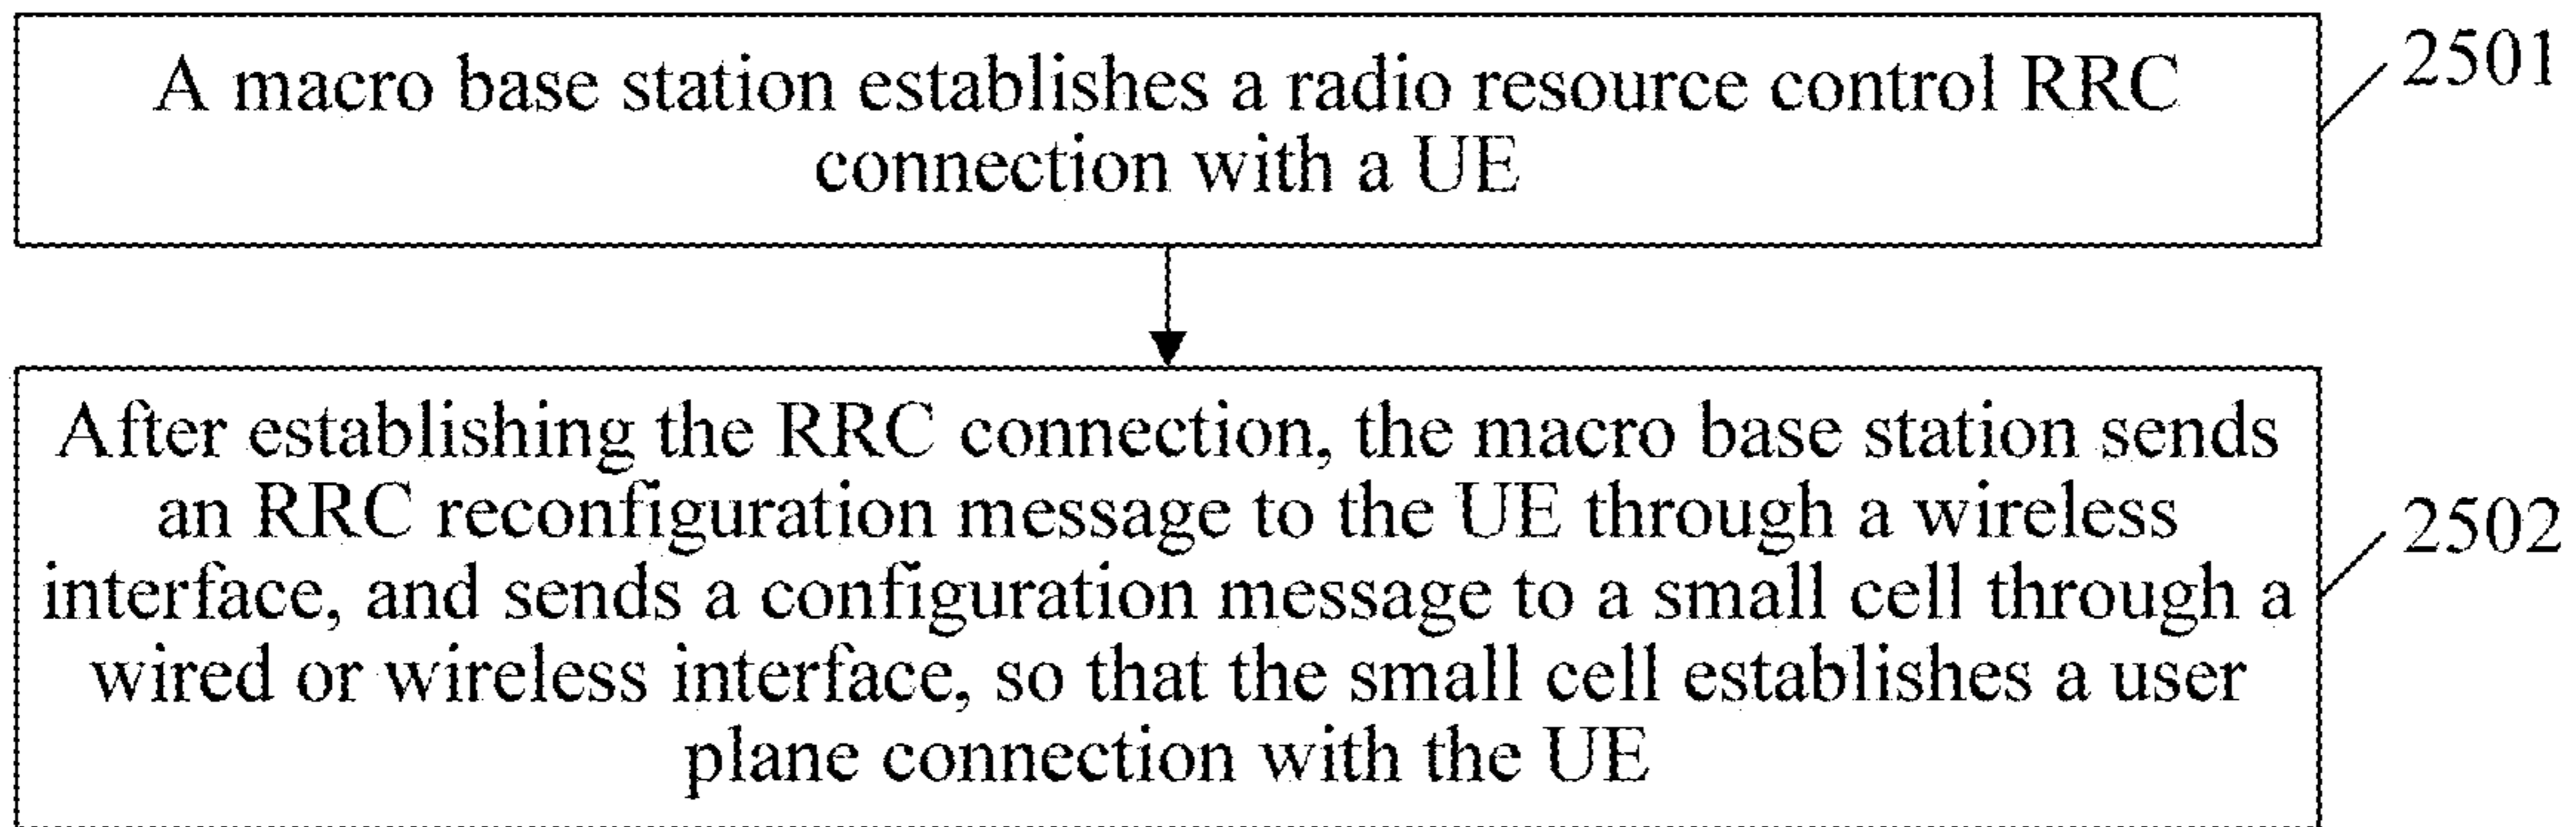 A macro base station establishes a radio resource control RRC
connection with a UE
2501
After establishing the RRC connection, the macro base station sends
an RRC reconfiguration message to the UE through a wireless
interface, and sends a configuration message to a small cell through a
wired or wireless interface, so that the small cell establishes a user
plane connection with the UE
2502